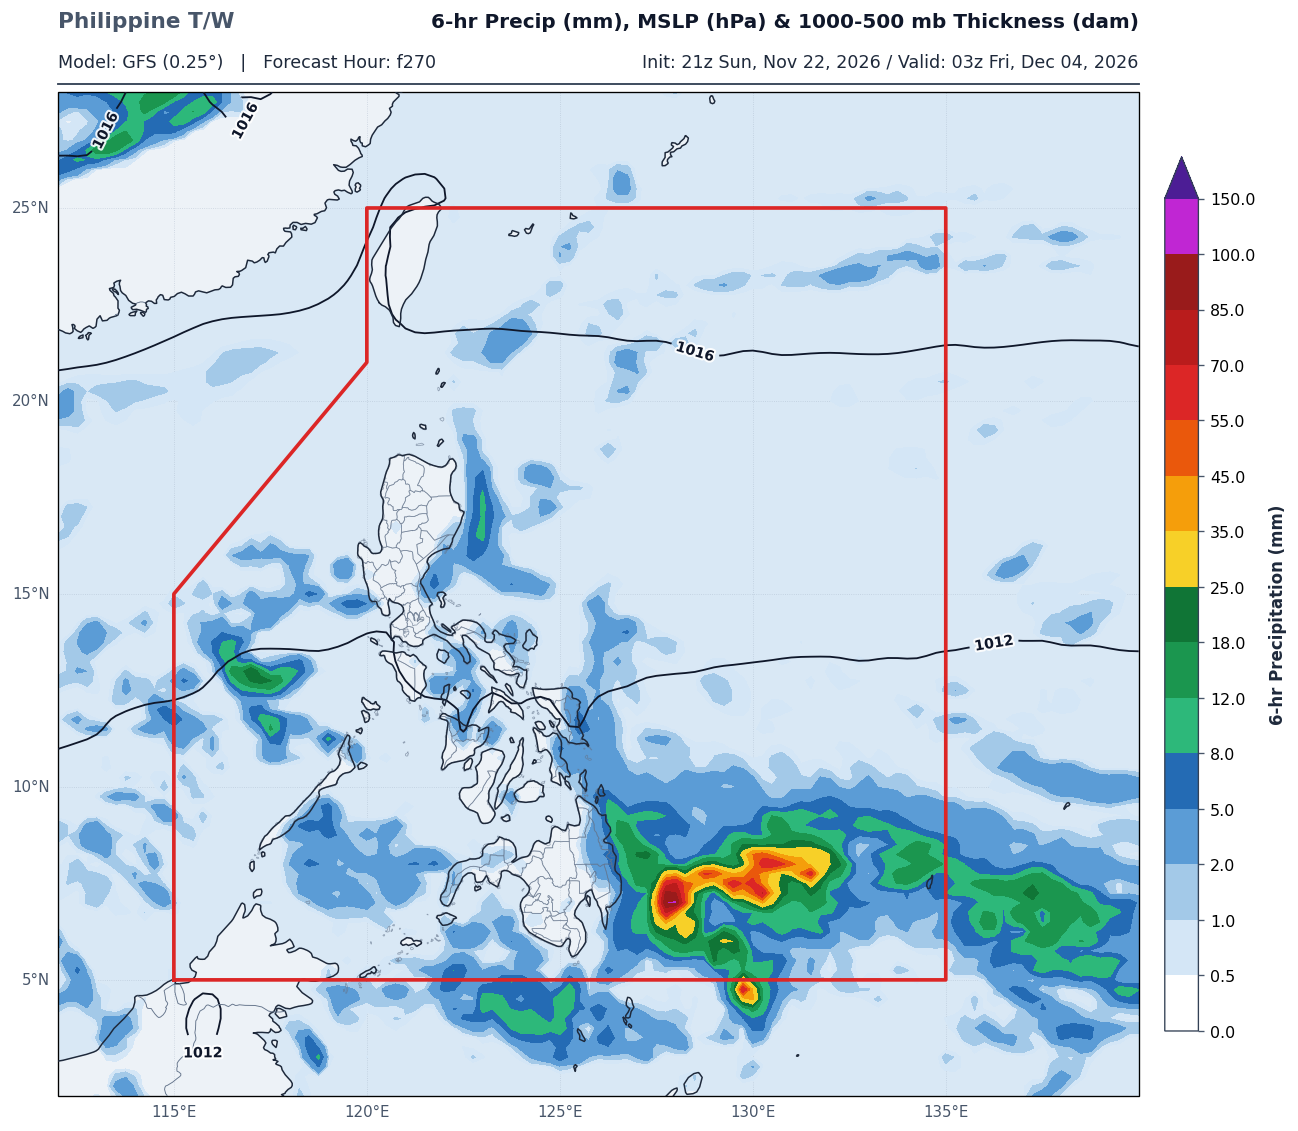 Philippine T/W
6-hr Precip (mm), MSLP (hPa) & 1000-500 mb Thickness (dam)
Model: GFS (0.25°) | Forecast Hour: f270
Init: 21z Sun, Nov 22, 2026 / Valid: 03z Fri, Dec 04, 2026
1016
1016
1016
1012
1012
25°N
20°N
15°N
10°N
5°N
115°E
120°E
125°E
130°E
135°E
150.0
100.0
85.0
70.0
55.0
45.0
35.0
25.0
18.0
12.0
8.0
5.0
2.0
1.0
0.5
0.0
6-hr Precipitation (mm)